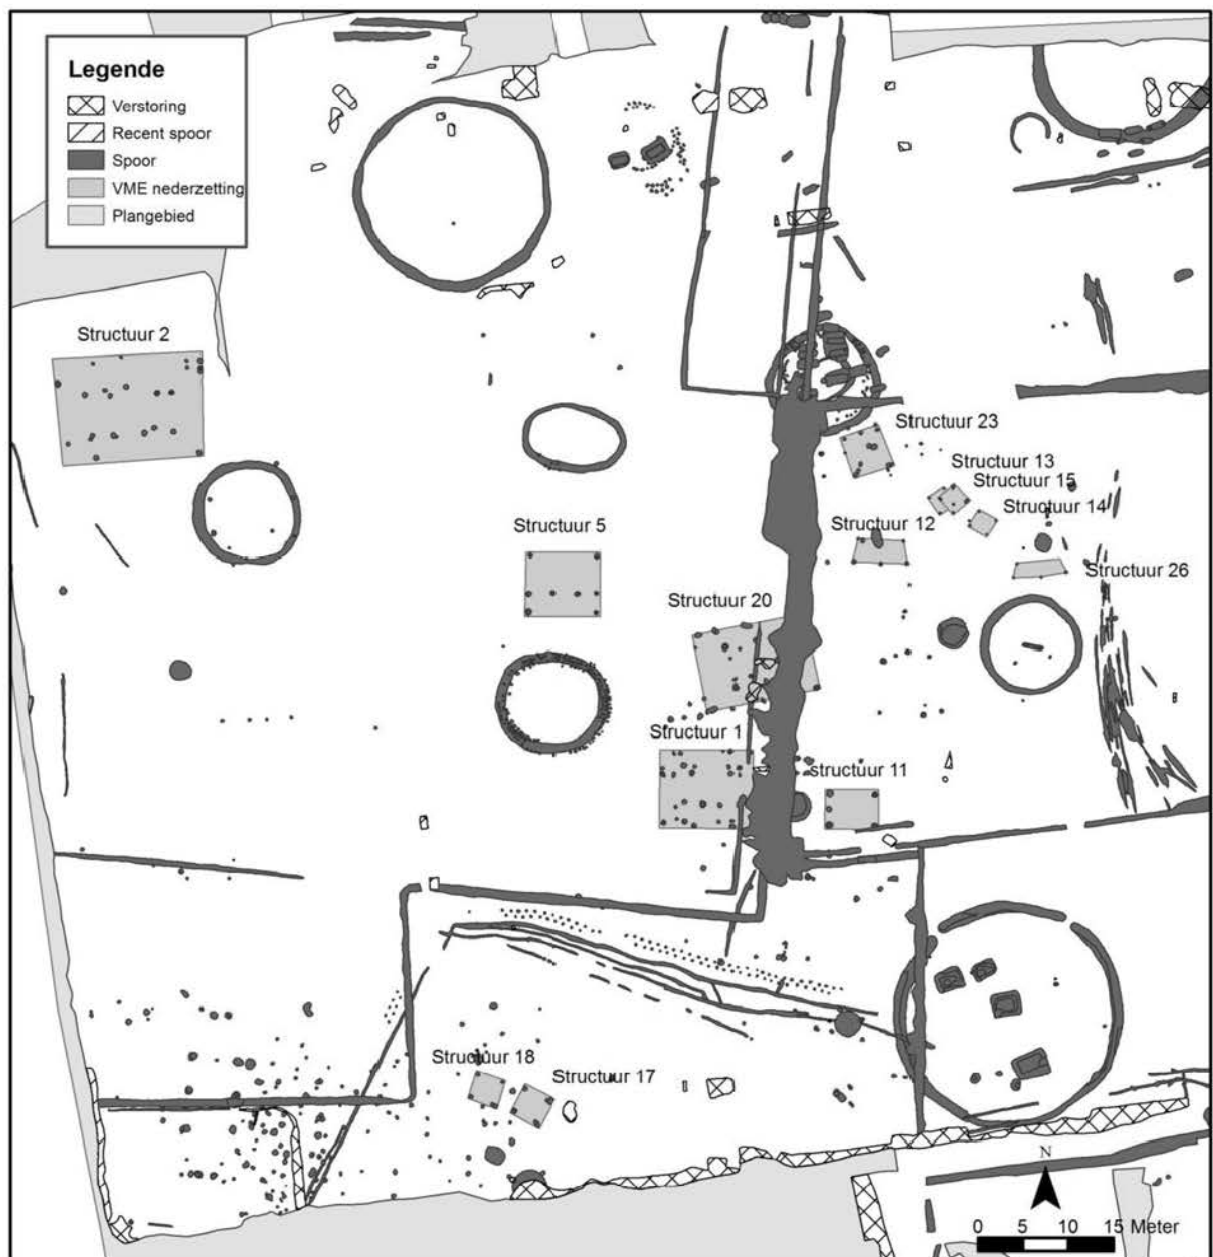 Legende
Verstoring
Recent spoor
Spoor
VME nederzetting
Plangebied
Structuur 2
Structuur 23
Structuur 13
Structuur 15
Structuur 14
Structuur 12
Structuur 5
Structuur 26
Structuur 20
Structuur 1
structuur 11
Structuur 18
Structuur 17
N
0 5 10 15 Meter